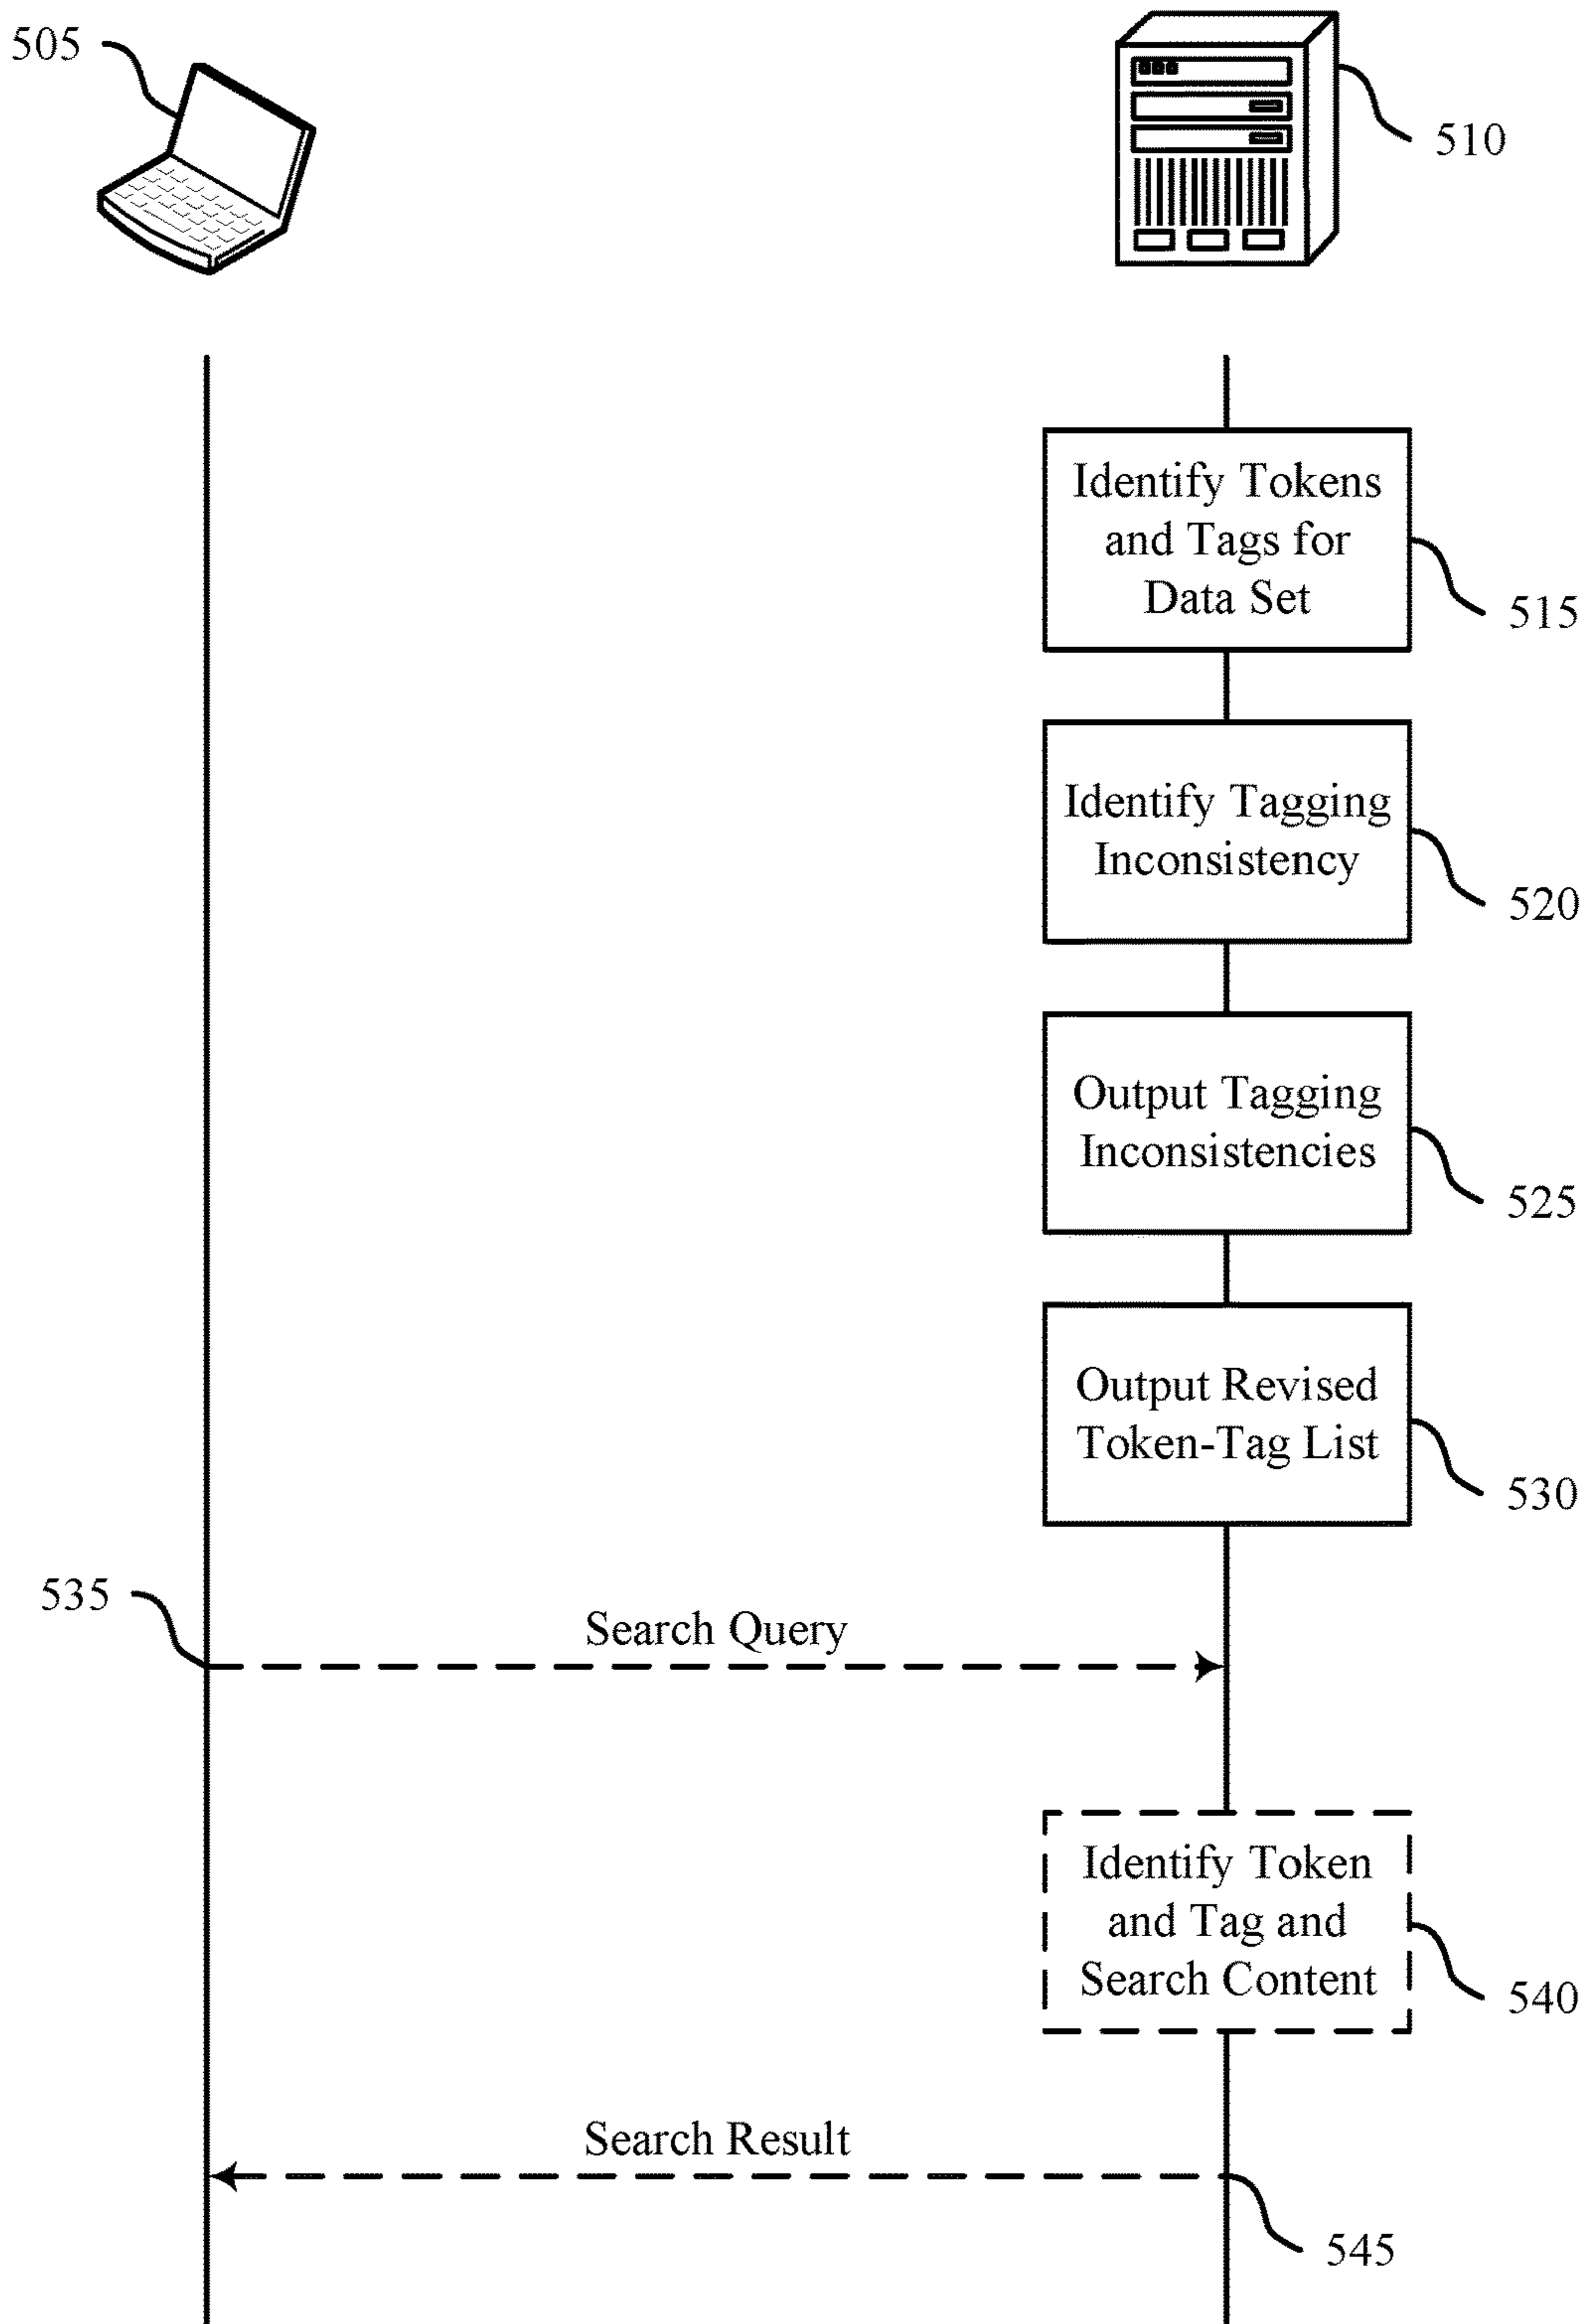 505
510
Identify Tokens
and Tags for
Data Set
515
Identify Tagging
Inconsistency
520
Output Tagging
Inconsistencies
525
Output Revised
Token-Tag List
530
535
Search Query
Identify Token
and Tag and
Search Content
540
Search Result
545